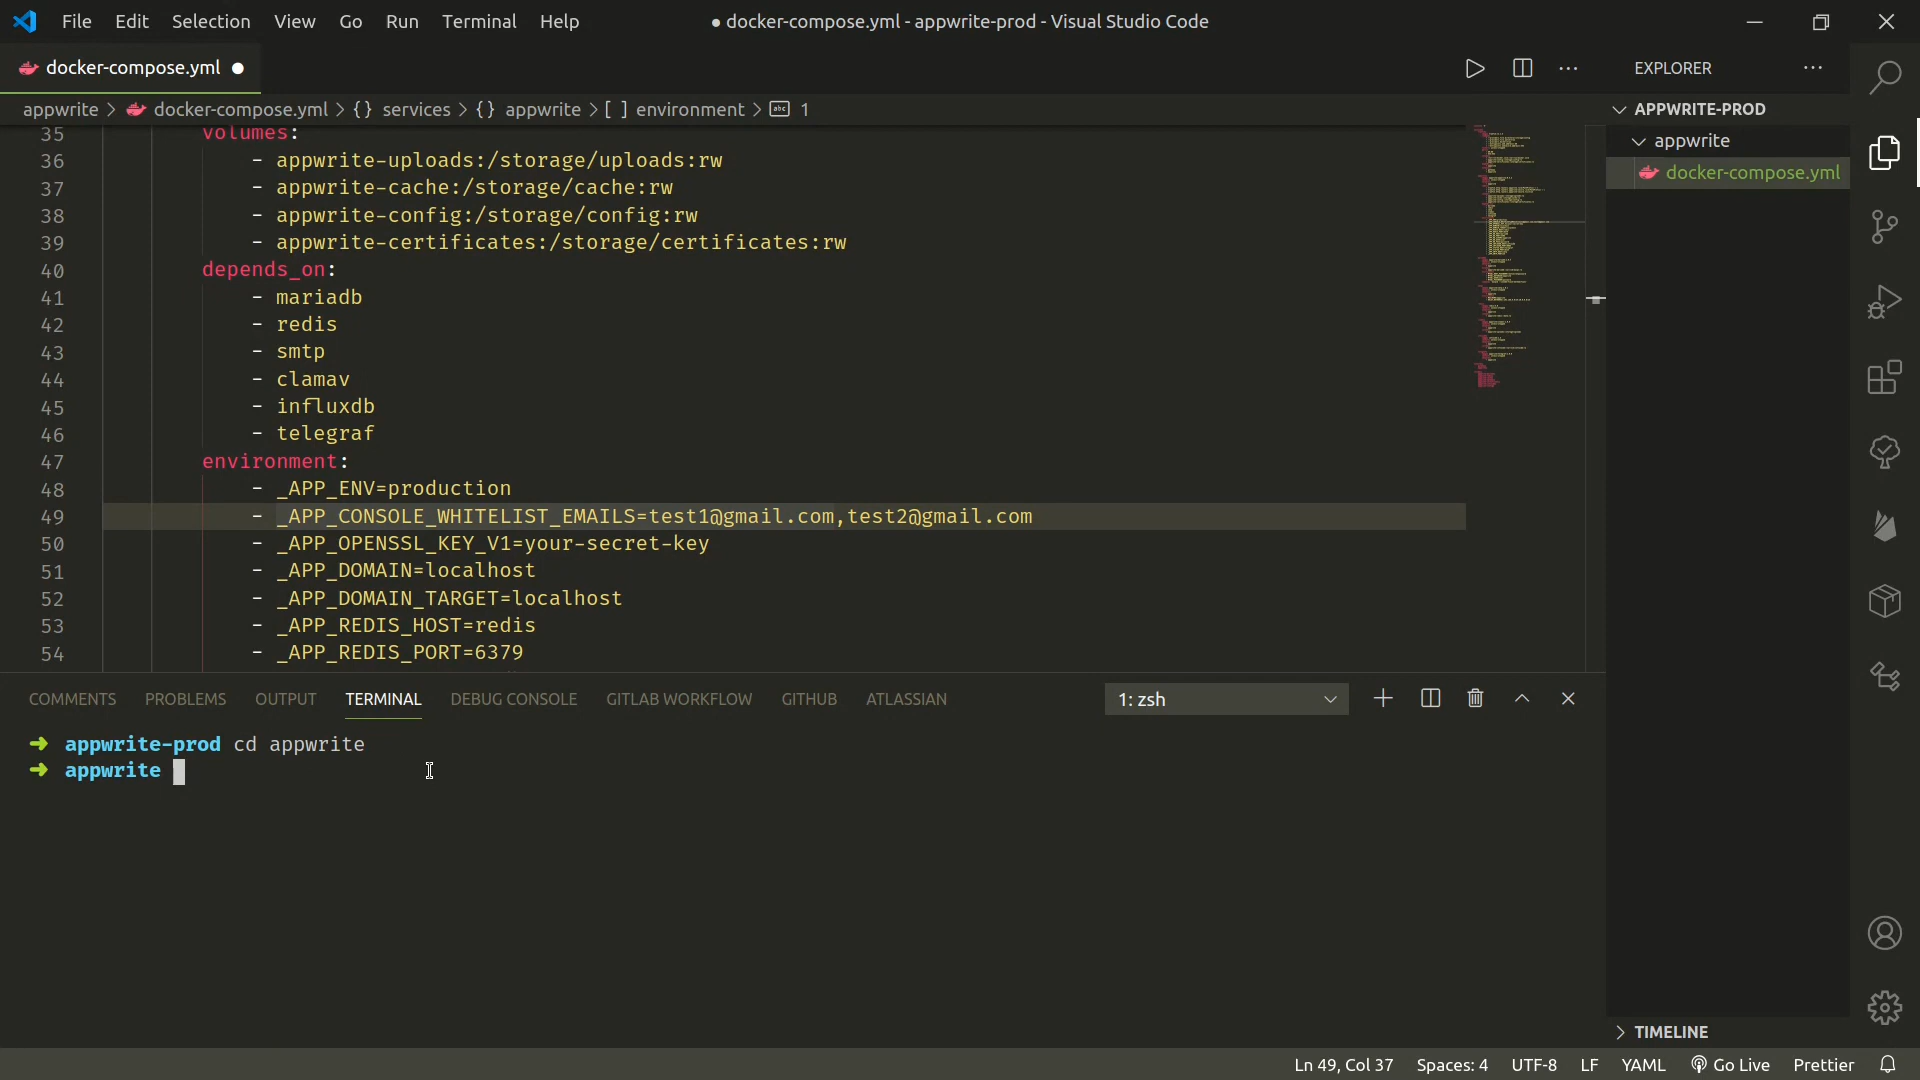 File Edit Selection View Go Run Terminal Help
● docker-compose.yml - appwrite-prod - Visual Studio Code
docker-compose.yml ●
EXPLORER ···
appwrite > docker-compose.yml > {} services > {} appwrite > [ ] environment > abc 1
APPWRITE-PROD
appwrite
docker-compose.yml
35 volumes:
36 - appwrite-uploads:/storage/uploads:rw
37 - appwrite-cache:/storage/cache:rw
38 - appwrite-config:/storage/config:rw
39 - appwrite-certificates:/storage/certificates:rw
40 depends_on:
41 - mariadb
42 - redis
43 - smtp
44 - clamav
45 - influxdb
46 - telegraf
47 environment:
48 - _APP_ENV=production
49 - _APP_CONSOLE_WHITELIST_EMAILS=test1@gmail.com,test2@gmail.com
50 - _APP_OPENSSL_KEY_V1=your-secret-key
51 - _APP_DOMAIN=localhost
52 - _APP_DOMAIN_TARGET=localhost
53 - _APP_REDIS_HOST=redis
54 - _APP_REDIS_PORT=6379
COMMENTS PROBLEMS OUTPUT TERMINAL DEBUG CONSOLE GITLAB WORKFLOW GITHUB ATLASSIAN 1: zsh
➜ appwrite-prod cd appwrite
➜ appwrite
TIMELINE
Ln 49, Col 37 Spaces: 4 UTF-8 LF YAML Go Live Prettier